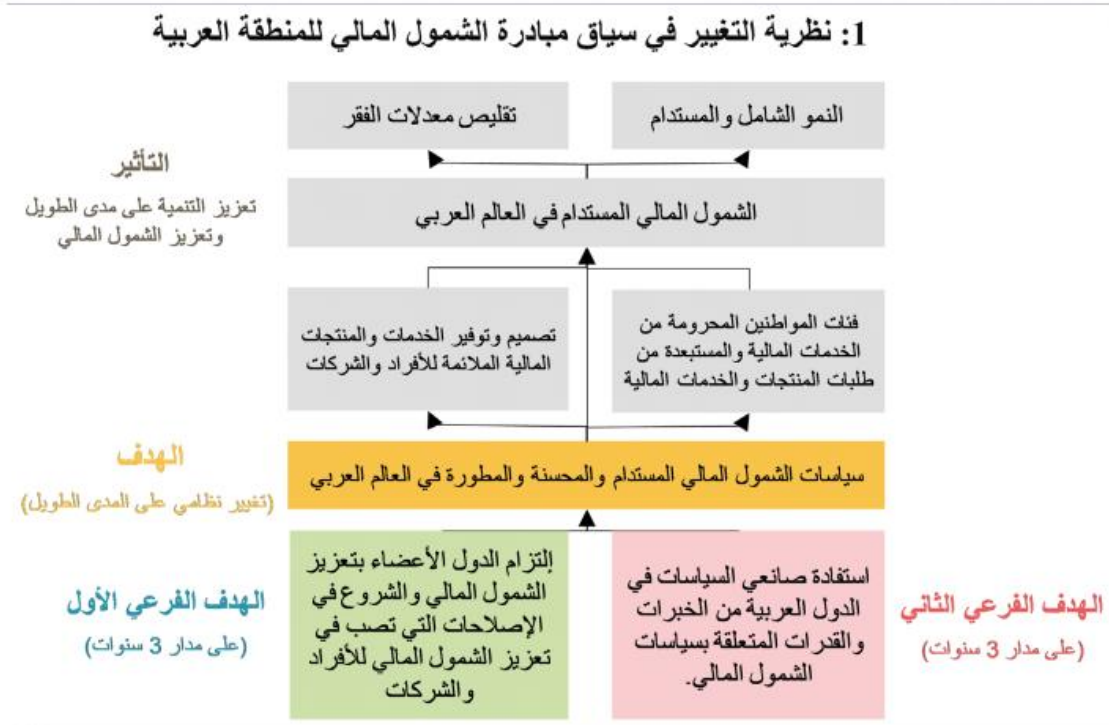 1: نظرية التغيير في سياق مبادرة الشمول المالي للمنطقة العربية
النمو الشامل والمستدام
تقليص معدلات الفقر
التأثير
تعزيز التنمية على مدى الطويل
وتعزيز الشمول المالي
الشمول المالي المستدام في العالم العربي
فئات المواطنين المحرومة من
الخدمات المالية والمستبعدة من
طلبات المنتجات والخدمات المالية
تصميم وتوفير الخدمات والمنتجات
المالية الملائمة للأفراد والشركات
الهدف
(تغيير نظامي على المدى الطويل)
سياسات الشمول المالي المستدام والمحسنة والمطورة في العالم العربي
الهدف الفرعي الثاني
(على مدار 3 سنوات)
استفادة صانعي السياسات في
الدول العربية من الخبرات
والقدرات المتعلقة بسياسات
الشمول المالي.
إلتزام الدول الأعضاء بتعزيز
الشمول المالي والشروع في
الإصلاحات التي تصب في
تعزيز الشمول المالي للأفراد
والشركات
الهدف الفرعي الأول
(على مدار 3 سنوات)